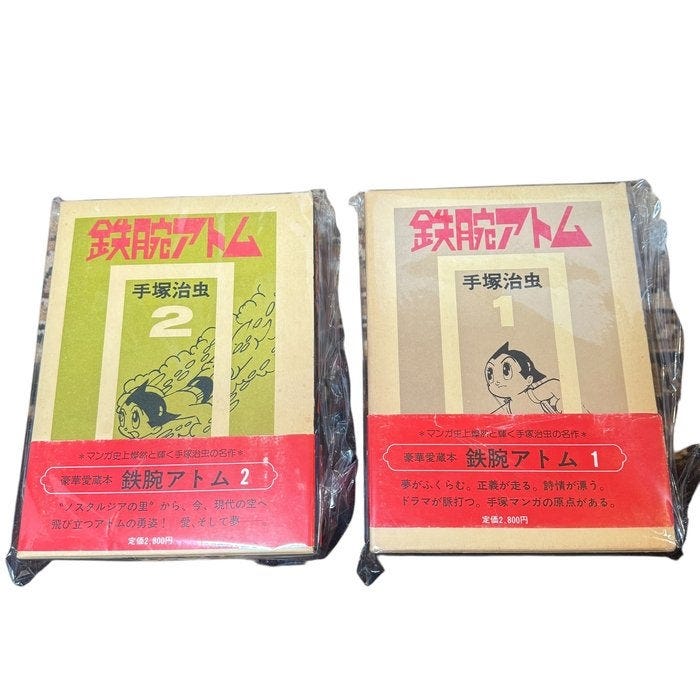 鉄腕アトム
手塚治虫
2
＊マンガ史上燦然と輝く手塚治虫の名作＊
豪華愛蔵本 鉄腕アトム 2
"ノスタルジアの里"から、今、現代の空へ
飛び立つアトムの勇姿！ 愛、そして夢――。
定価2,800円
鉄腕アトム
手塚治虫
1
＊マンガ史上燦然と輝く手塚治虫の名作＊
豪華愛蔵本 鉄腕アトム 1
夢がふくらむ。正義が走る。詩情が漂う。
ドラマが脈打つ。手塚マンガの原点がある。
定価2,800円